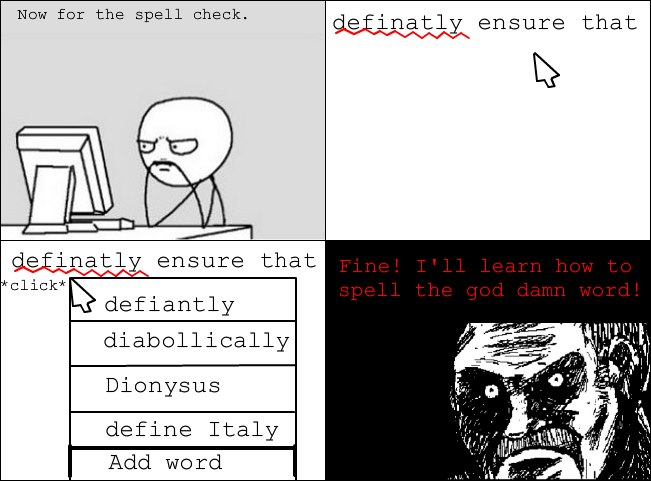 Now for the spell check.
definatly ensure that
definatly ensure that
*click*
defiantly
diabollically
Dionysus
define Italy
Add word
Fine! I'll learn how to
spell the god damn word!